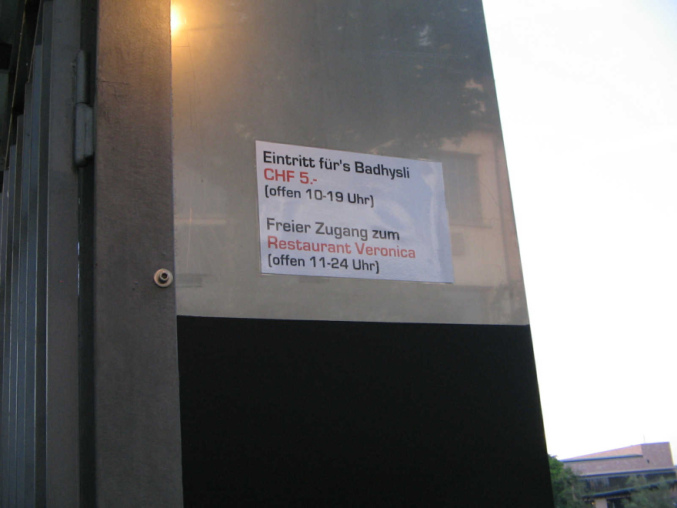 Eintritt für's Badhysli
CHF 5.-
(offen 10-19 Uhr)
Freier Zugang zum
Restaurant Veronica
(offen 11-24 Uhr)